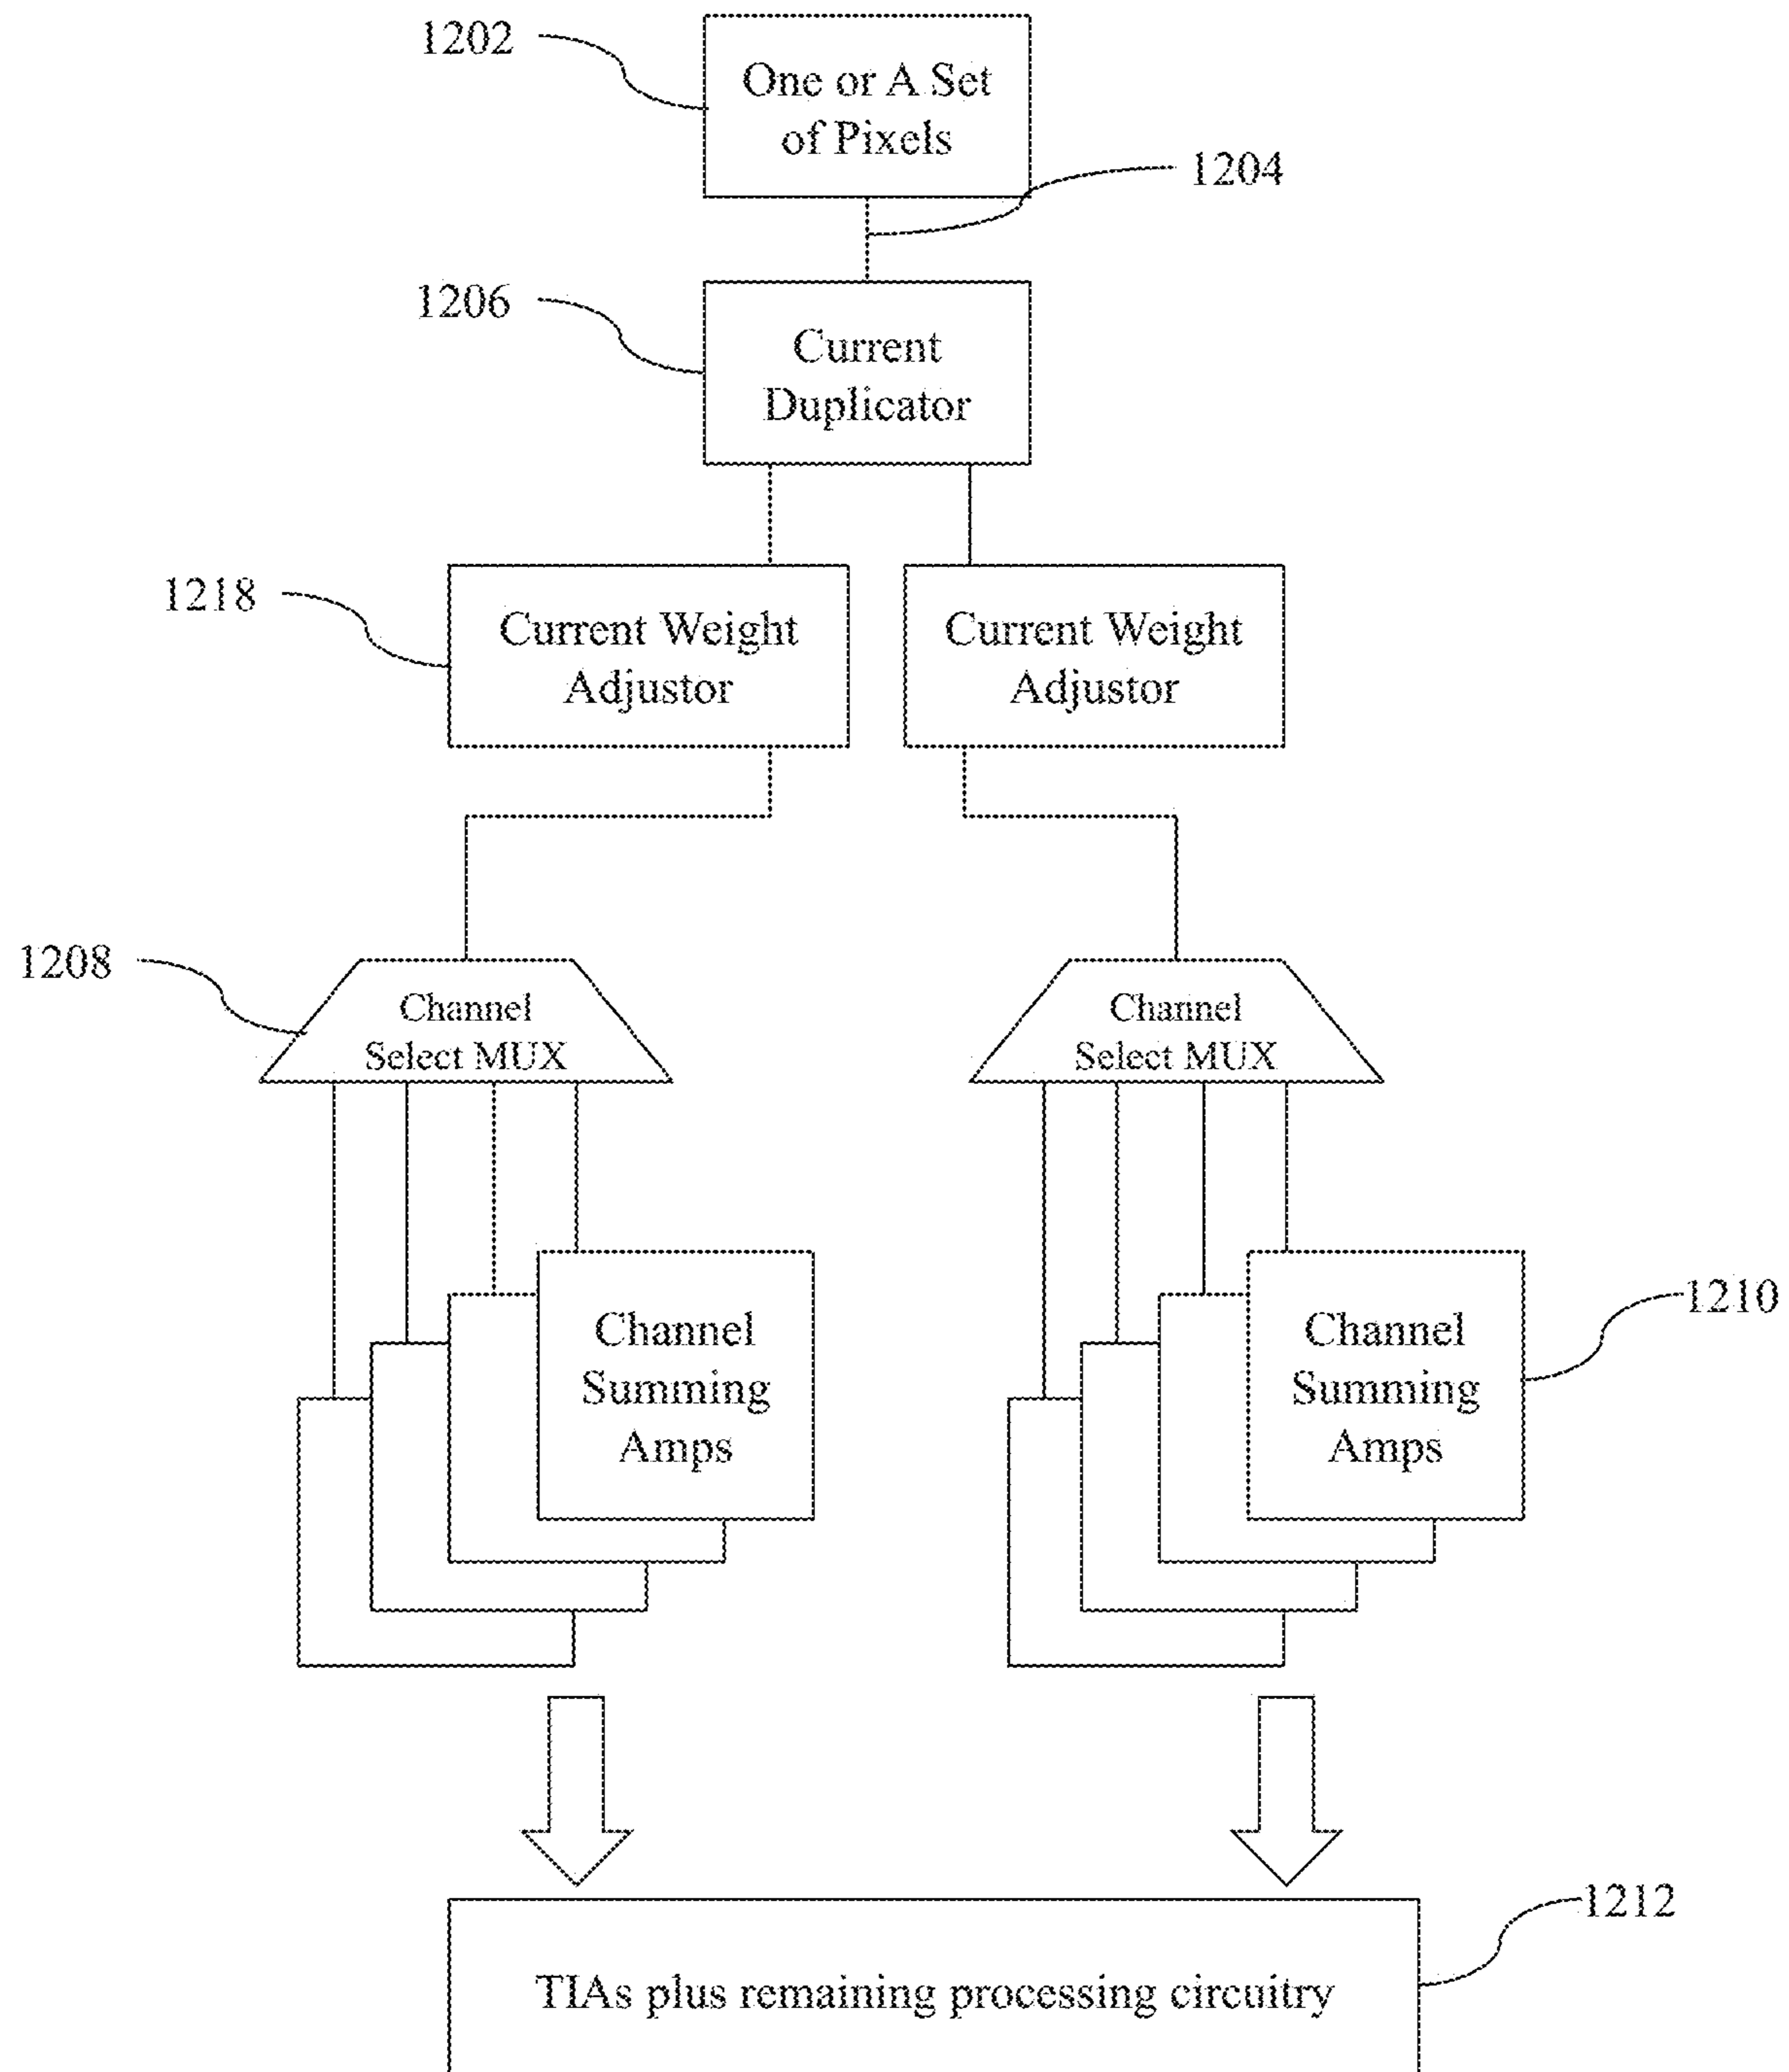 1202
One or A Set
of Pixels
1204
1206
Current
Duplicator
1218
Current Weight
Adjustor
Current Weight
Adjustor
1208
Channel
Select MUX
Channel
Select MUX
Channel
Summing
Amps
Channel
Summing
Amps
1210
1212
TIAs plus remaining processing circuitry